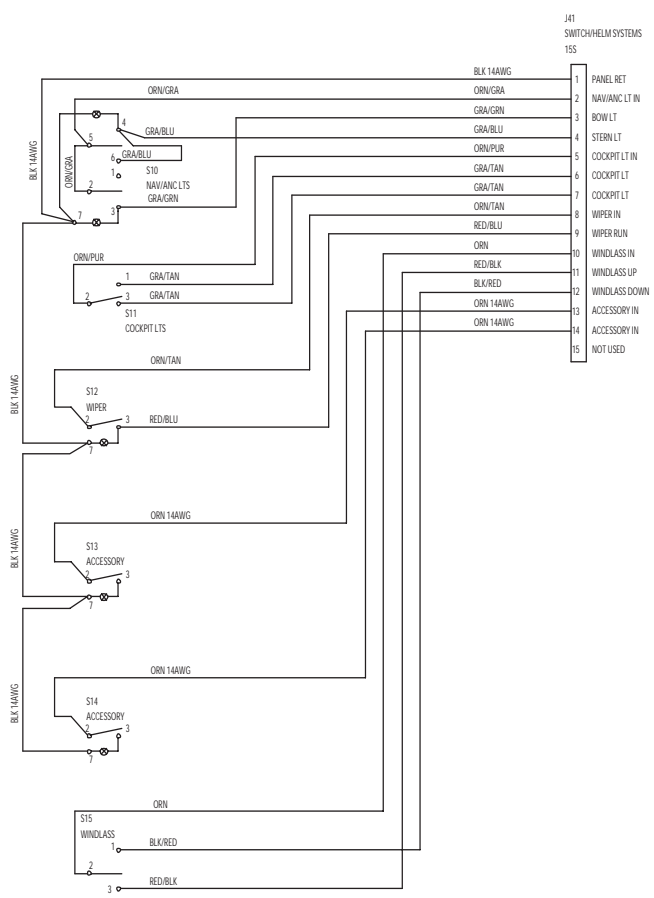 J41
SWITCH/HELM SYSTEMS
15S
BLK 14AWG 1 PANEL RET
ORN/GRA ORN/GRA 2 NAV/ANC LT IN
GRA/GRN 3 BOW LT
4 GRA/BLU GRA/BLU 4 STERN LT
5 ORN/PUR 5 COCKPIT LT IN
6 GRA/BLU
BLK 14AWG
ORN/GRA
1 S10
NAV/ANC LTS
GRA/TAN 6 COCKPIT LT
2
GRA/GRN
GRA/TAN 7 COCKPIT LT
3
7
ORN/TAN 8 WIPER IN
RED/BLU 9 WIPER RUN
ORN 10 WINDLASS IN
ORN/PUR
RED/BLK 11 WINDLASS UP
1 GRA/TAN
BLK/RED 12 WINDLASS DOWN
2 3 GRA/TAN
ORN 14AWG 13 ACCESSORY IN
S11
COCKPIT LTS
ORN 14AWG 14 ACCESSORY IN
15 NOT USED
ORN/TAN
BLK 14AWG
S12
WIPER
2 3 RED/BLU
7
ORN 14AWG
BLK 14AWG
S13
ACCESSORY
2 3
7
ORN 14AWG
BLK 14AWG
S14
ACCESSORY
2 3
7
ORN
S15
WINDLASS
1 BLK/RED
2
3 RED/BLK